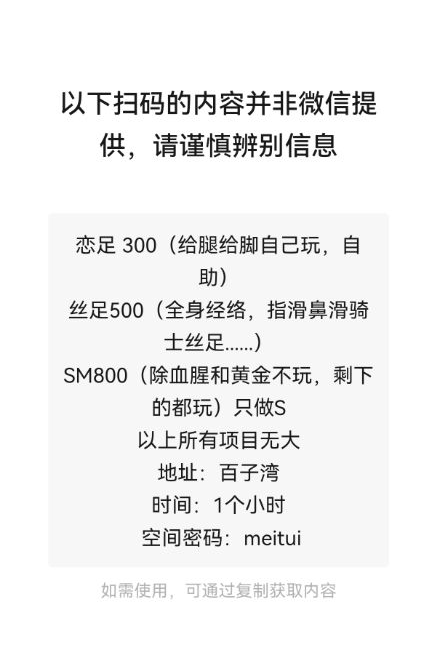 以下扫码的内容并非微信提
供，请谨慎辨别信息
恋足 300（给腿给脚自己玩，自
助）
丝足500（全身经络，指滑鼻滑骑
士丝足......）
SM800（除血腥和黄金不玩，剩下
的都玩）只做S
以上所有项目无大
地址：百子湾
时间：1个小时
空间密码：meitui
如需使用，可通过复制获取内容